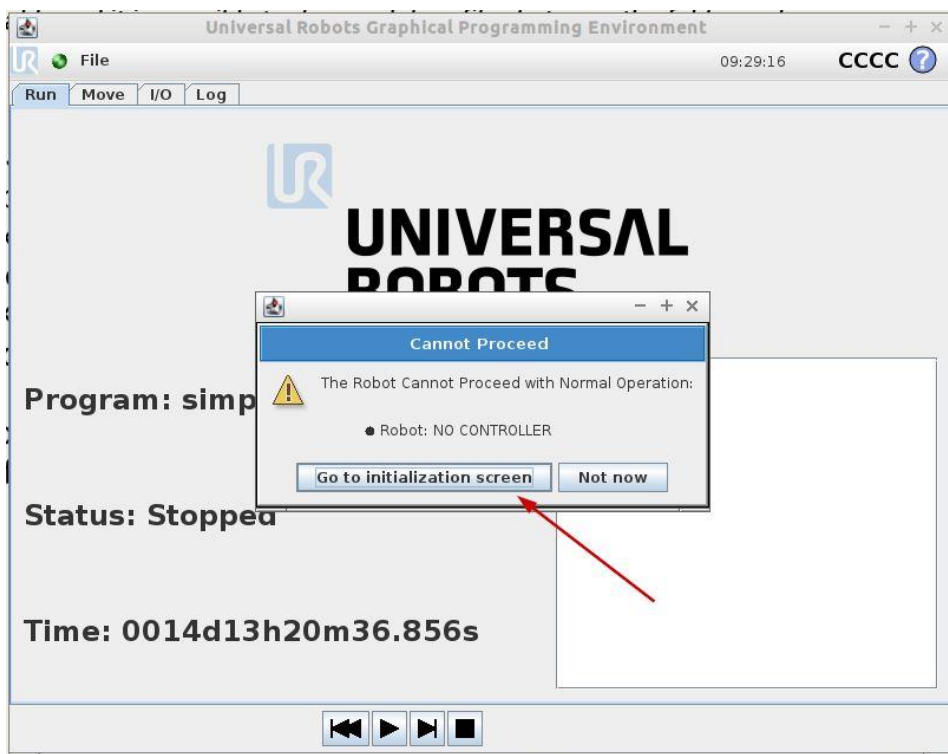 Universal Robots Graphical Programming Environment
File
09:29:16
CCCC
?
Run
Move
I/O
Log
UNIVERSAL
ROBOTS
Cannot Proceed
The Robot Cannot Proceed with Normal Operation:
Robot: NO CONTROLLER
Go to initialization screen
Not now
Program: simp
Status: Stopped
Time: 0014d13h20m36.856s